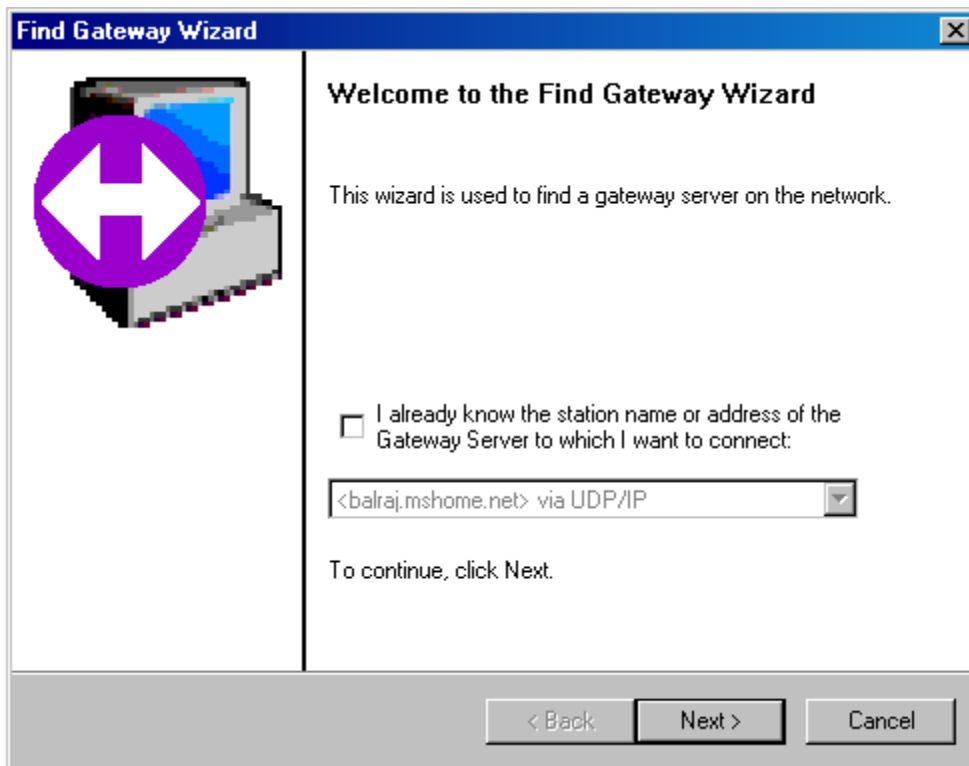 Find Gateway Wizard
Welcome to the Find Gateway Wizard
This wizard is used to find a gateway server on the network.
I already know the station name or address of the
Gateway Server to which I want to connect:
<balraj.mshome.net> via UDP/IP
To continue, click Next.
< Back
Next >
Cancel